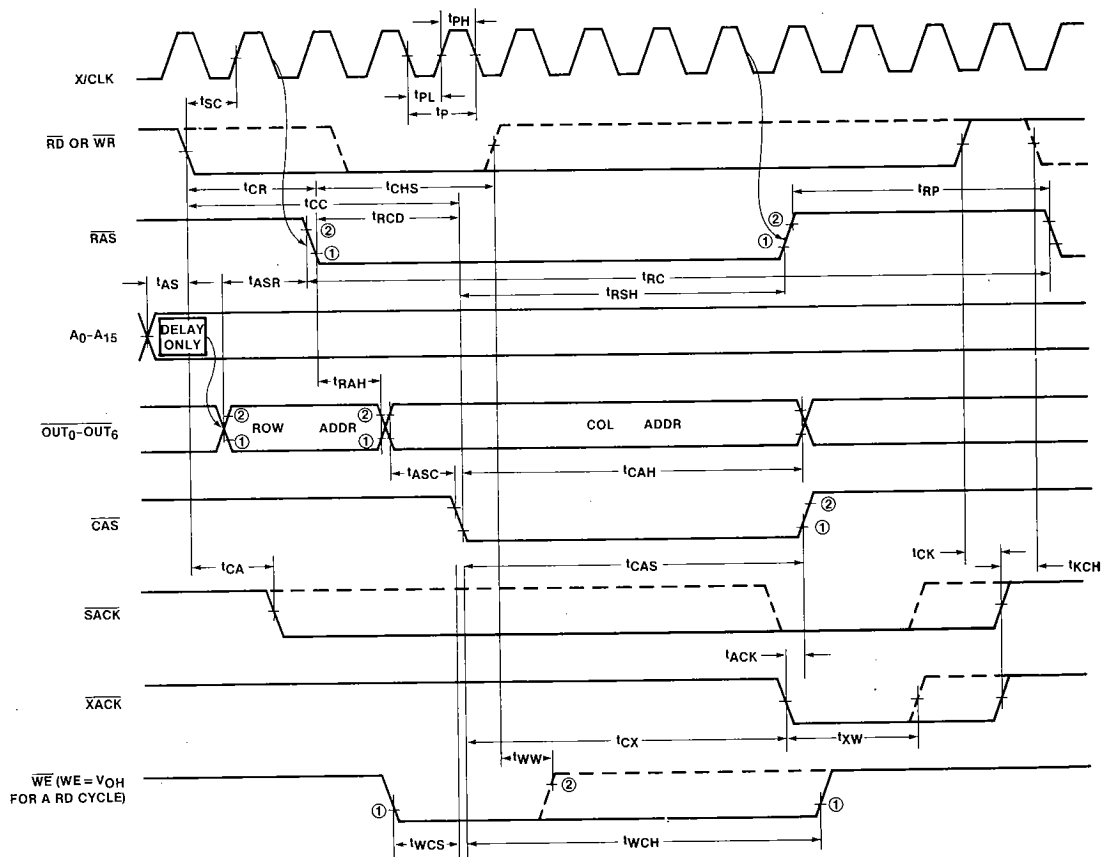 tPH
X/CLK
tSC
tPL
tP
RD OR WR
tCR
tCHS
tRP
tCC
tRCD
RAS
② ①
② ①
tAS
tASR
tRC
tRSH
A0-A15
DELAY
ONLY
tRAH
OUT0-OUT6
② ROW ADDR ②
① ①
COL ADDR
tASC
tCAH
CAS
②
①
tCA
tCAS
tCK
tKCH
SACK
tACK
XACK
tCX
tXW
tWW
WE (WE = VOH
FOR A RD CYCLE)
①
②
①
tWCS
tWCH